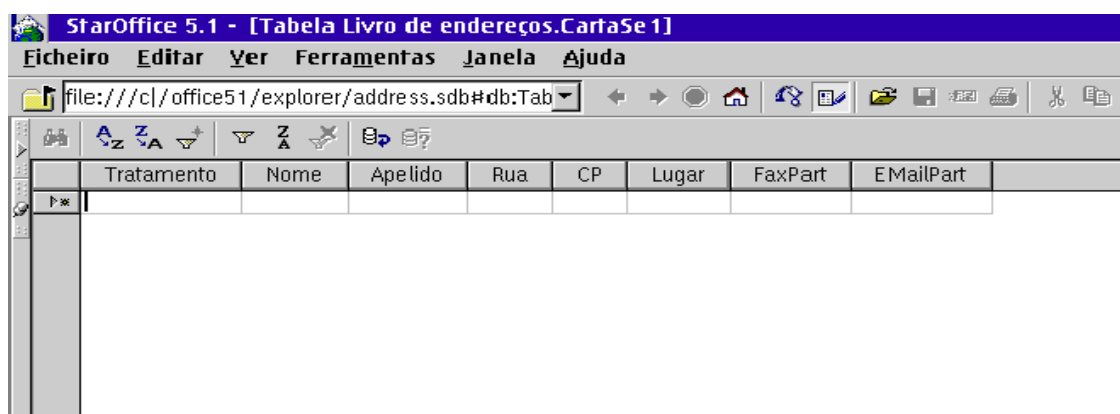 StarOffice 5.1 - [Tabela Livro de endereços.CartaSe1]
Ficheiro Editar Ver Ferramentas Janela Ajuda
file:///c|/office51/explorer/address.sdb#db:Tab
Tratamento Nome Apelido Rua CP Lugar FaxPart EMailPart